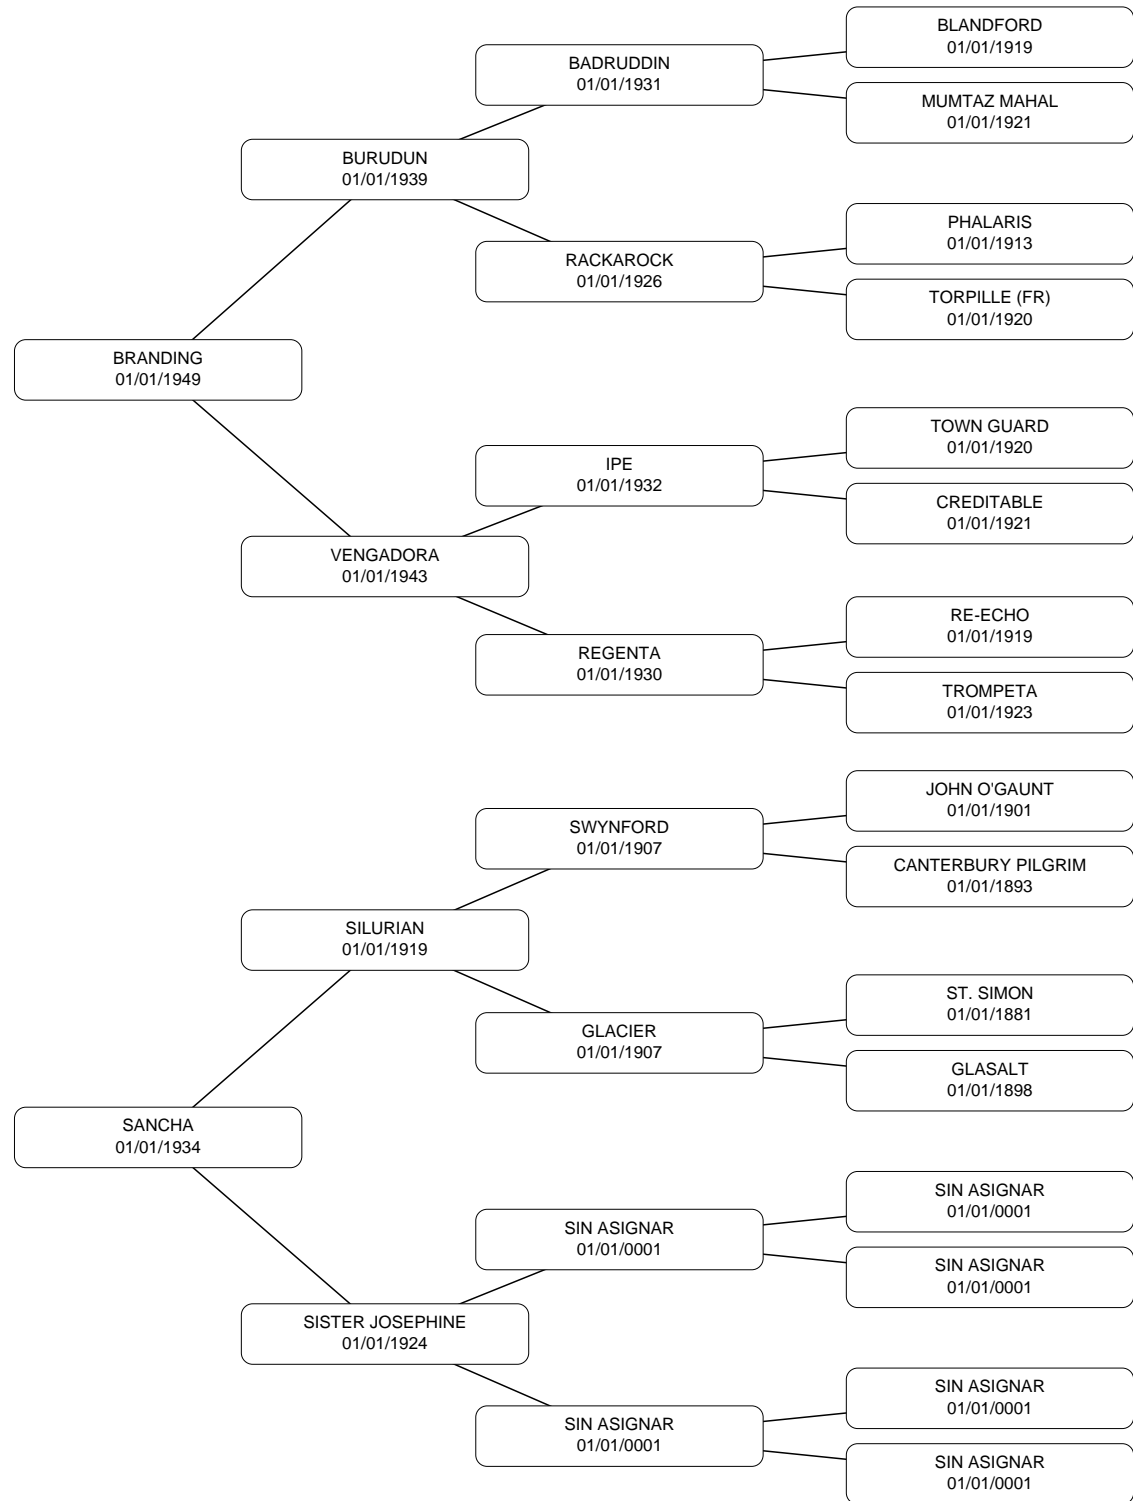 BLANDFORD
01/01/1919
BADRUDDIN
01/01/1931
MUMTAZ MAHAL
01/01/1921
BURUDUN
01/01/1939
PHALARIS
01/01/1913
RACKAROCK
01/01/1926
TORPILLE (FR)
01/01/1920
BRANDING
01/01/1949
TOWN GUARD
01/01/1920
IPE
01/01/1932
CREDITABLE
01/01/1921
VENGADORA
01/01/1943
RE-ECHO
01/01/1919
REGENTA
01/01/1930
TROMPETA
01/01/1923
JOHN O'GAUNT
01/01/1901
SWYNFORD
01/01/1907
CANTERBURY PILGRIM
01/01/1893
SILURIAN
01/01/1919
ST. SIMON
01/01/1881
GLACIER
01/01/1907
GLASALT
01/01/1898
SANCHA
01/01/1934
SIN ASIGNAR
01/01/0001
SIN ASIGNAR
01/01/0001
SIN ASIGNAR
01/01/0001
SISTER JOSEPHINE
01/01/1924
SIN ASIGNAR
01/01/0001
SIN ASIGNAR
01/01/0001
SIN ASIGNAR
01/01/0001